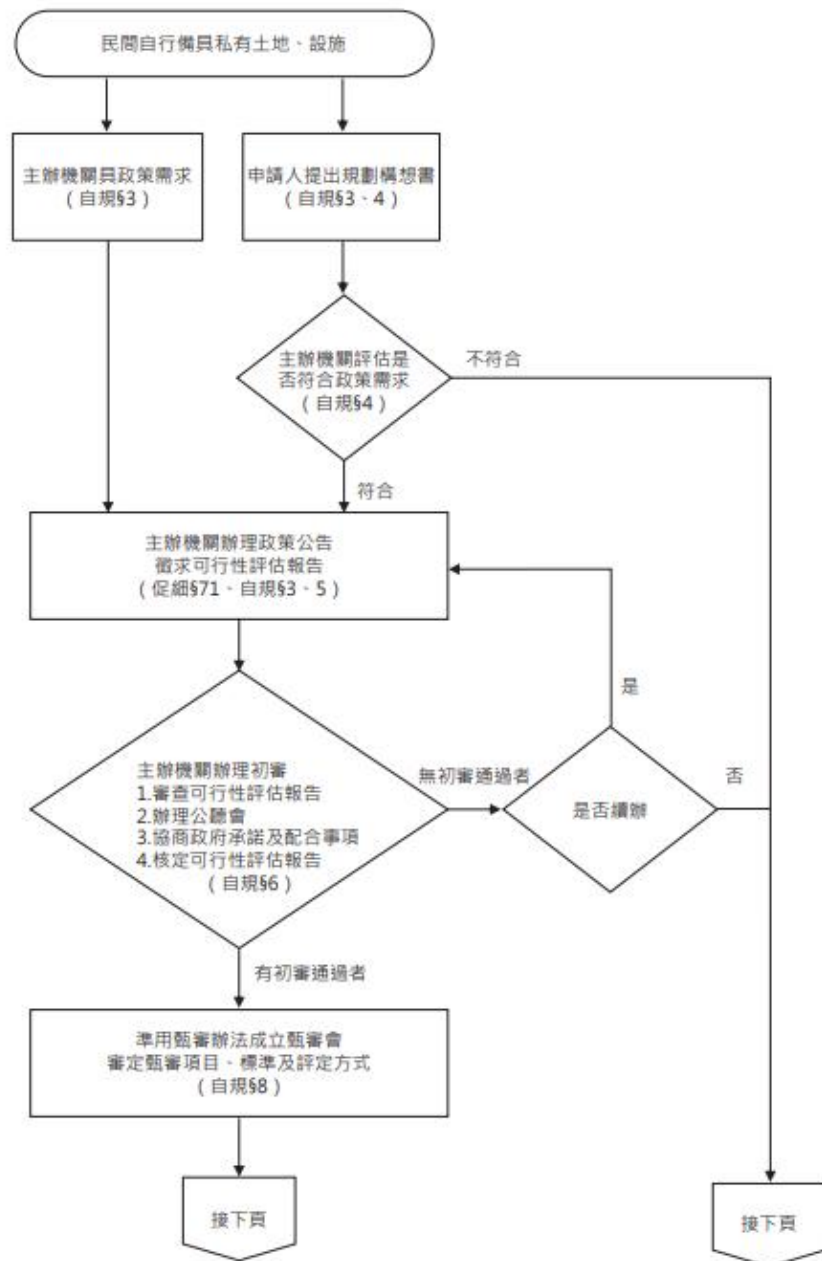 民間自行備具私有土地、設施
主辦機關具政策需求
（自規§3）
申請人提出規劃構想書
（自規§3、4）
主辦機關評估是
否符合政策需求
（自規§4）
不符合
符合
主辦機關辦理政策公告
徵求可行性評估報告
（促細§71、自規§3、5）
是
主辦機關辦理初審
1.審查可行性評估報告
2.辦理公聽會
3.協商政府承諾及配合事項
4.核定可行性評估報告
（自規§6）
無初審通過者
是否續辦
否
有初審通過者
準用甄審辦法成立甄審會
審定甄審項目、標準及評定方式
（自規§8）
接下頁
接下頁